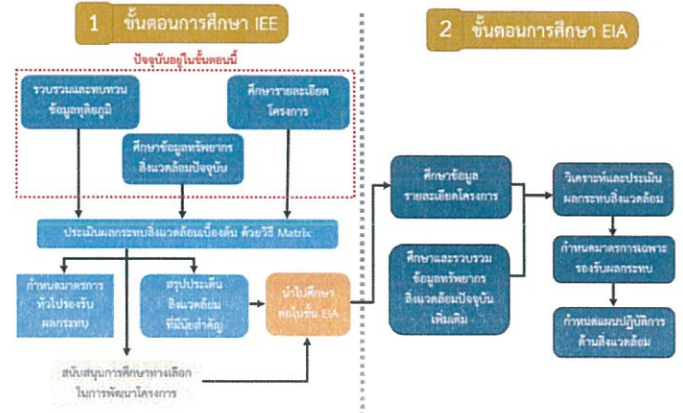 1 ขั้นตอนการศึกษา IEE
ปัจจุบันอยู่ในขั้นตอนนี้
รวบรวมและทบทวน
ข้อมูลทุติยภูมิ
ศึกษารายละเอียด
โครงการ
ศึกษาข้อมูลทรัพยากร
สิ่งแวดล้อมปัจจุบัน
ประเมินผลกระทบสิ่งแวดล้อมเบื้องต้น ด้วยวิธี Matrix
กำหนดมาตรการ
ทั่วไปรองรับ
ผลกระทบ
สรุปประเด็น
สิ่งแวดล้อม
ที่มีนัยสำคัญ
นำไปศึกษา
ต่อในขั้น EIA
สนับสนุนการศึกษาทางเลือก
ในการพัฒนาโครงการ
2 ขั้นตอนการศึกษา EIA
ศึกษาข้อมูล
รายละเอียดโครงการ
ศึกษาและรวบรวม
ข้อมูลทรัพยากร
สิ่งแวดล้อมปัจจุบัน
เพิ่มเติม
วิเคราะห์และประเมิน
ผลกระทบสิ่งแวดล้อม
กำหนดมาตรการเฉพาะ
รองรับผลกระทบ
กำหนดแผนปฏิบัติการ
ด้านสิ่งแวดล้อม